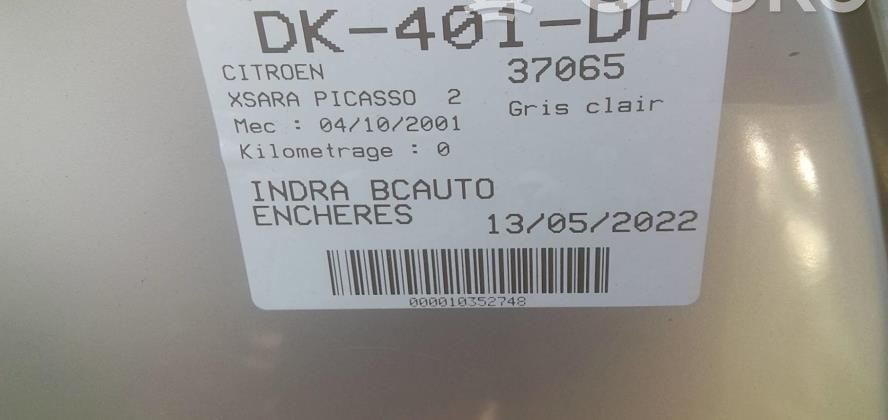 DK-401-DP
CITROEN 37065
XSARA PICASSO 2 Gris clair
Mec : 04/10/2001
Kilometrage : 0
INDRA BCAUTO
ENCHERES 13/05/2022
000010352748